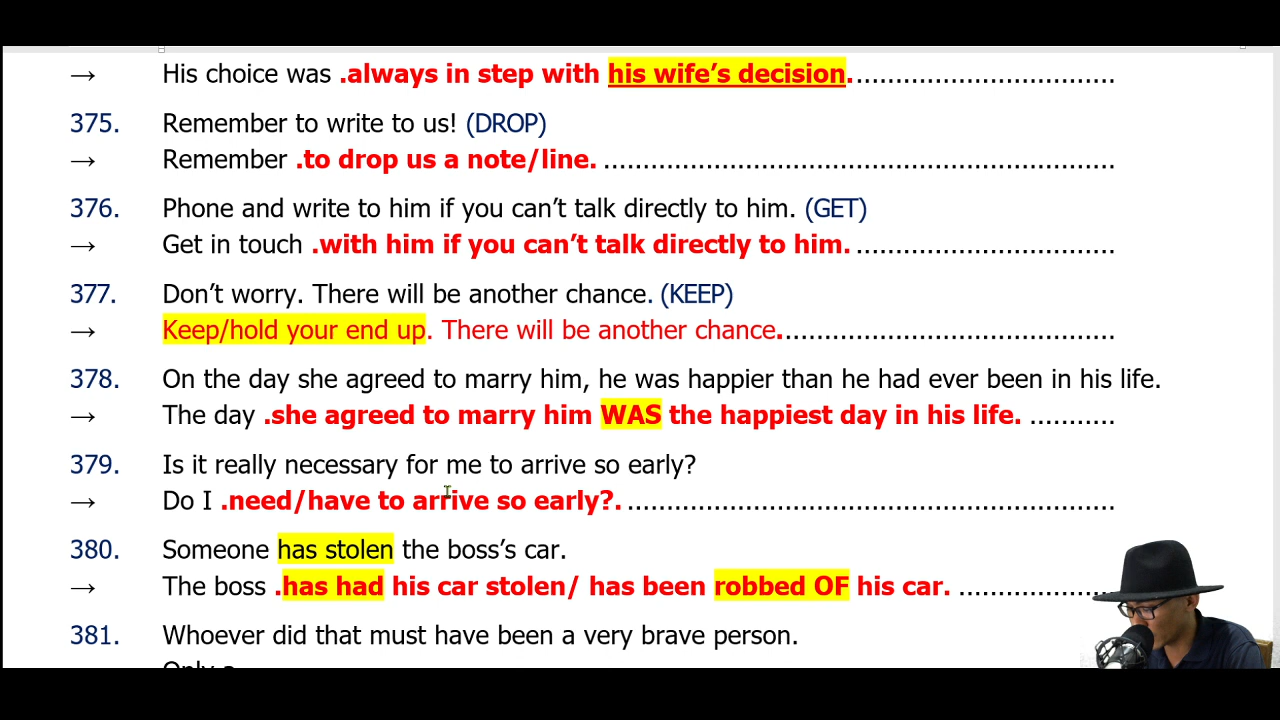 → His choice was .always in step with his wife’s decision...................................
375. Remember to write to us! (DROP)
→ Remember .to drop us a note/line. .................................................................
376. Phone and write to him if you can’t talk directly to him. (GET)
→ Get in touch .with him if you can’t talk directly to him. .................................
377. Don’t worry. There will be another chance. (KEEP)
→ Keep/hold your end up. There will be another chance...........................................
378. On the day she agreed to marry him, he was happier than he had ever been in his life.
→ The day .she agreed to marry him WAS the happiest day in his life. ...........
379. Is it really necessary for me to arrive so early?
→ Do I .need/have to arrive so early?. ..............................................................
380. Someone has stolen the boss’s car.
→ The boss .has had his car stolen/ has been robbed OF his car. ....................
381. Whoever did that must have been a very brave person.
Only a